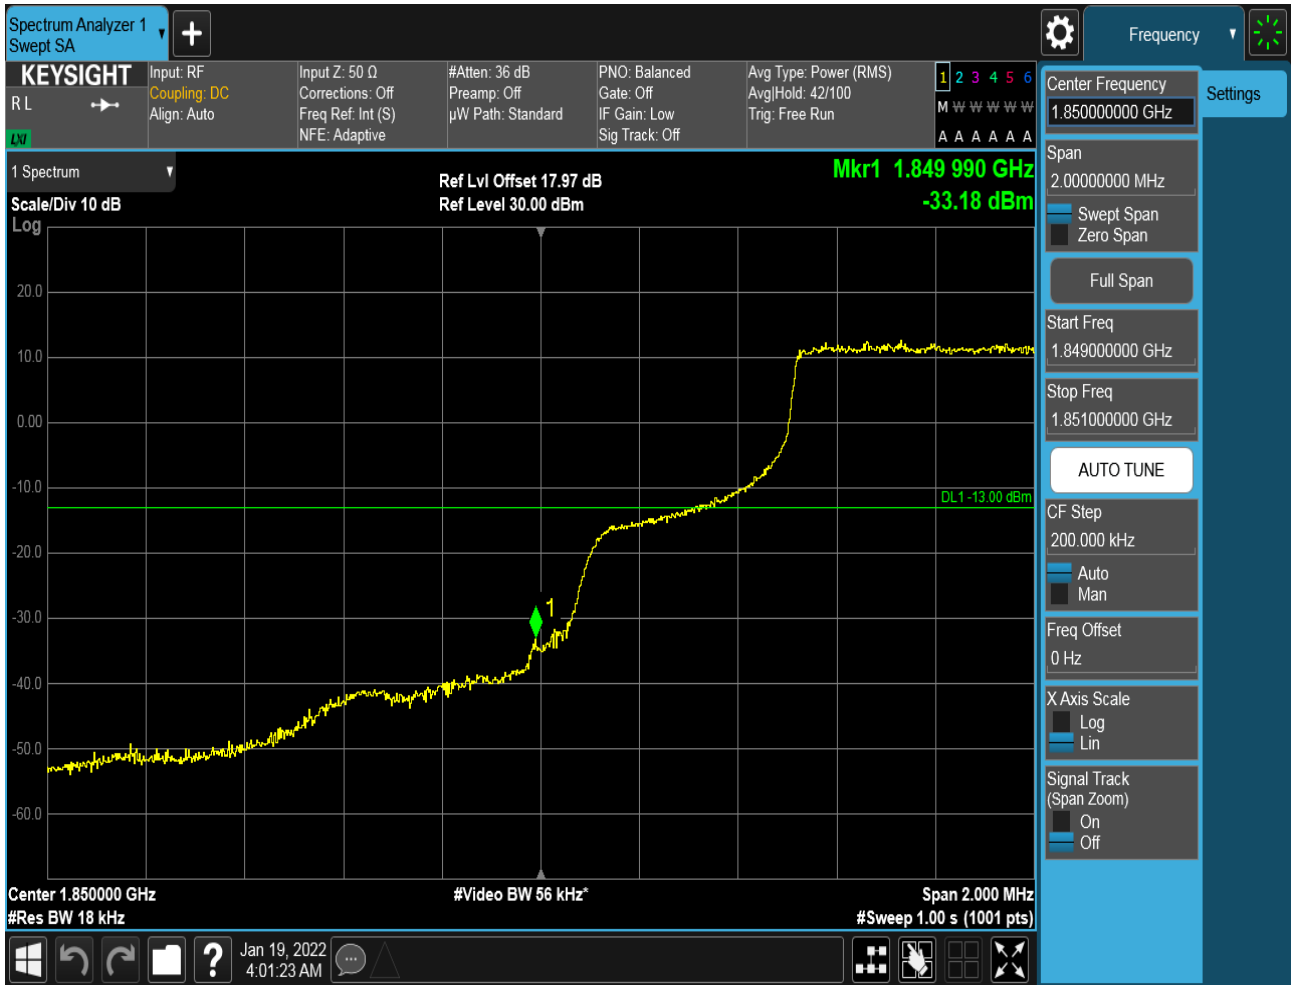 Spectrum Analyzer 1
Swept SA
Frequency
KEYSIGHT
R L
LXI
Input: RF
Coupling: DC
Align: Auto
Input Z: 50 Ω
Corrections: Off
Freq Ref: Int (S)
NFE: Adaptive
#Atten: 36 dB
Preamp: Off
µW Path: Standard
PNO: Balanced
Gate: Off
IF Gain: Low
Sig Track: Off
Avg Type: Power (RMS)
Avg|Hold: 42/100
Trig: Free Run
1 2 3 4 5 6
M W W W W W
A A A A A A
1 Spectrum
Scale/Div 10 dB
Log
Ref Lvl Offset 17.97 dB
Ref Level 30.00 dBm
Mkr1 1.849 990 GHz
-33.18 dBm
20.0
10.0
0.00
-10.0
-20.0
-30.0
-40.0
-50.0
-60.0
DL1 -13.00 dBm
1
Center 1.850000 GHz
#Res BW 18 kHz
#Video BW 56 kHz*
Span 2.000 MHz
#Sweep 1.00 s (1001 pts)
Jan 19, 2022
4:01:23 AM
Center Frequency
1.850000000 GHz
Settings
Span
2.00000000 MHz
Swept Span
Zero Span
Full Span
Start Freq
1.849000000 GHz
Stop Freq
1.851000000 GHz
AUTO TUNE
CF Step
200.000 kHz
Auto
Man
Freq Offset
0 Hz
X Axis Scale
Log
Lin
Signal Track
(Span Zoom)
On
Off